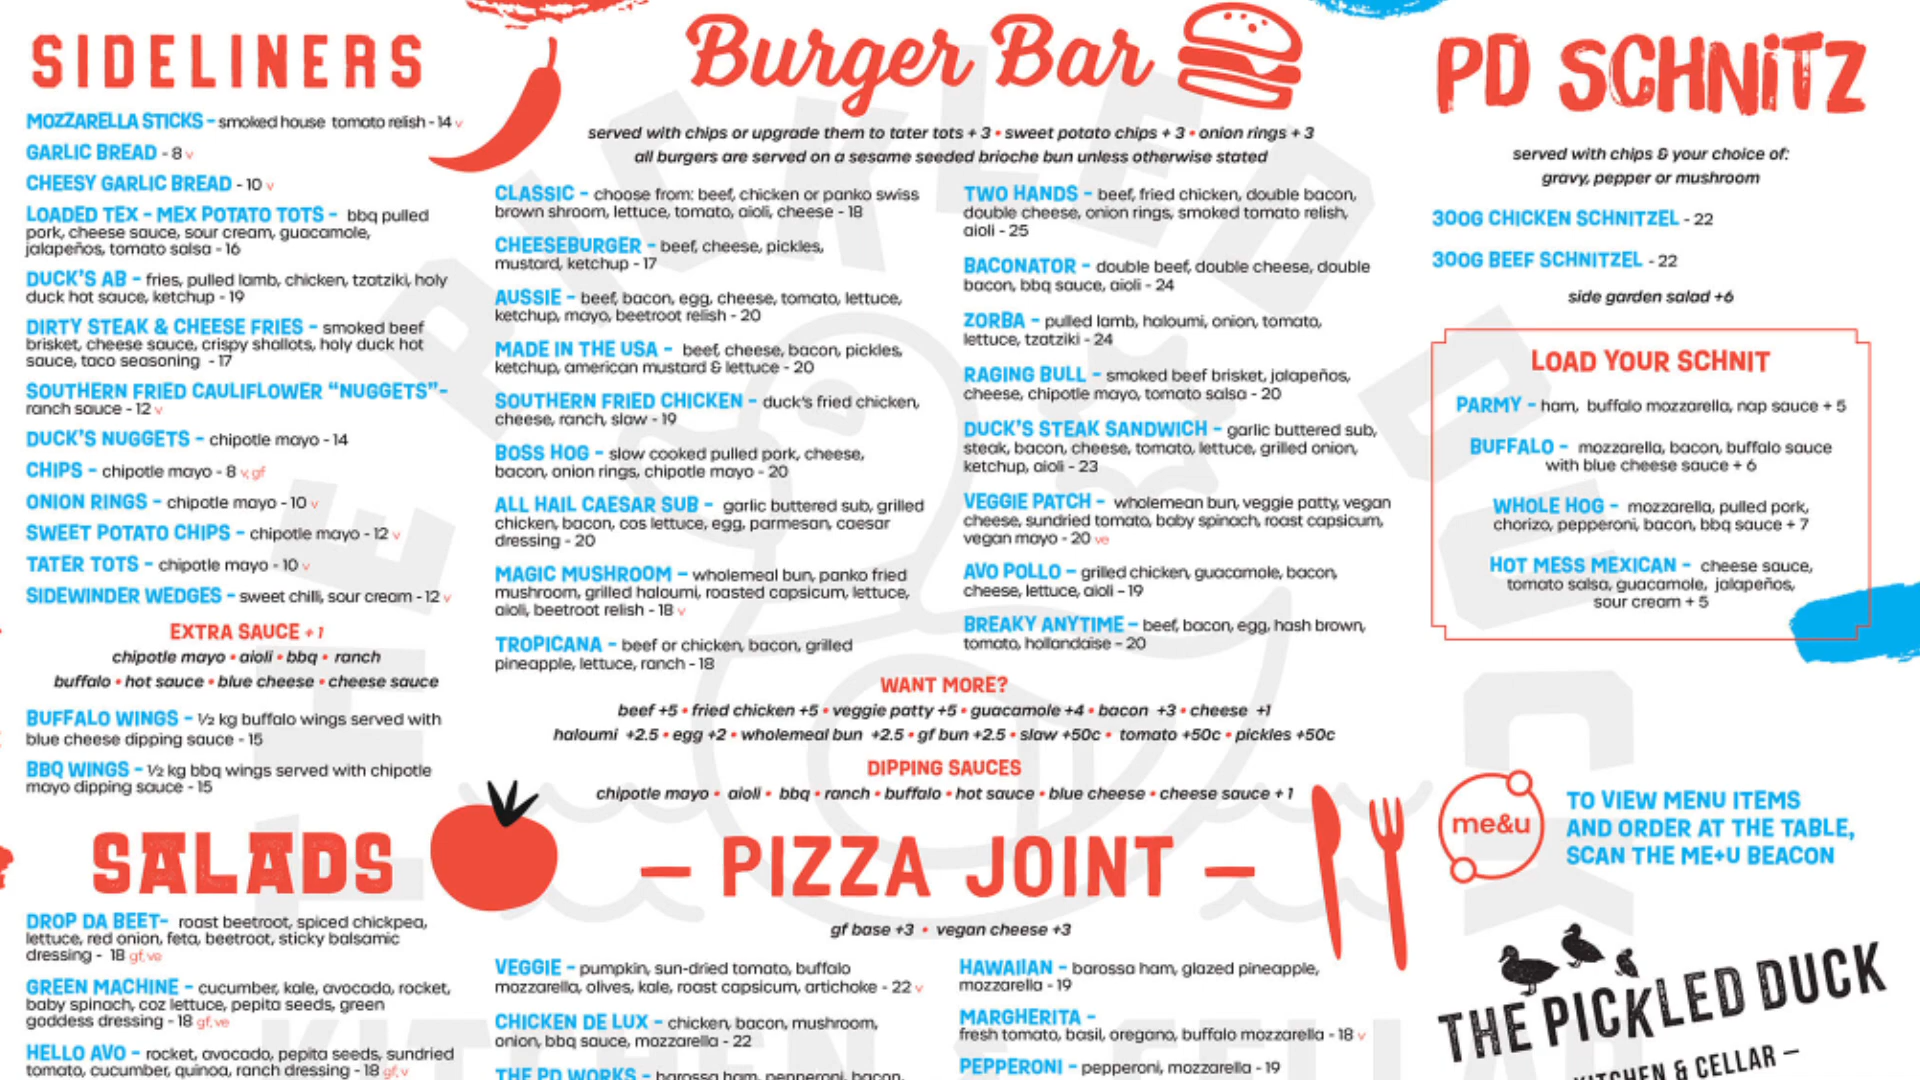 SIDELINERS
MOZZARELLA STICKS - smoked house tomato relish - 14 v
GARLIC BREAD - 8 v
CHEESY GARLIC BREAD - 10 v
LOADED TEX - MEX POTATO TOTS - bbq pulled
pork, cheese sauce, sour cream, guacamole,
jalapeños, tomato salsa - 16
DUCK'S AB - fries, pulled lamb, chicken, tzatziki, holy
duck hot sauce, ketchup - 19
DIRTY STEAK & CHEESE FRIES - smoked beef
brisket, cheese sauce, crispy shallots, holy duck hot
sauce, taco seasoning - 17
SOUTHERN FRIED CAULIFLOWER "NUGGETS"-
ranch sauce - 12 v
DUCK'S NUGGETS - chipotle mayo - 14
CHIPS - chipotle mayo - 8 v, gf
ONION RINGS - chipotle mayo - 10 v
SWEET POTATO CHIPS - chipotle mayo - 12 v
TATER TOTS - chipotle mayo - 10 v
SIDEWINDER WEDGES - sweet chilli, sour cream - 12 v
EXTRA SAUCE + 1
chipotle mayo • aioli • bbq • ranch
buffalo • hot sauce • blue cheese • cheese sauce
BUFFALO WINGS - ½ kg buffalo wings served with
blue cheese dipping sauce - 15
BBQ WINGS - ½ kg bbq wings served with chipotle
mayo dipping sauce - 15
SALADS
DROP DA BEET- roast beetroot, spiced chickpea,
lettuce, red onion, feta, beetroot, sticky balsamic
dressing - 18 gf, ve
GREEN MACHINE - cucumber, kale, avocado, rocket,
baby spinach, coz lettuce, pepita seeds, green
goddess dressing - 18 gf, ve
HELLO AVO - rocket, avocado, pepita seeds, sundried
tomato, cucumber, quinoa, ranch dressing - 18 gf, v
Burger Bar
served with chips or upgrade them to tater tots + 3 • sweet potato chips + 3 • onion rings + 3
all burgers are served on a sesame seeded brioche bun unless otherwise stated
CLASSIC - choose from: beef, chicken or panko swiss
brown shroom, lettuce, tomato, aioli, cheese - 18
CHEESEBURGER - beef, cheese, pickles,
mustard, ketchup - 17
AUSSIE - beef, bacon, egg, cheese, tomato, lettuce,
ketchup, mayo, beetroot relish - 20
MADE IN THE USA - beef, cheese, bacon, pickles,
ketchup, american mustard & lettuce - 20
SOUTHERN FRIED CHICKEN - duck's fried chicken,
cheese, ranch, slaw - 19
BOSS HOG - slow cooked pulled pork, cheese,
bacon, onion rings, chipotle mayo - 20
ALL HAIL CAESAR SUB - garlic buttered sub, grilled
chicken, bacon, cos lettuce, egg, parmesan, caesar
dressing - 20
MAGIC MUSHROOM - wholemeal bun, panko fried
mushroom, grilled haloumi, roasted capsicum, lettuce,
aioli, beetroot relish - 18 v
TROPICANA - beef or chicken, bacon, grilled
pineapple, lettuce, ranch - 18
TWO HANDS - beef, fried chicken, double bacon,
double cheese, onion rings, smoked tomato relish,
aioli - 25
BACONATOR - double beef, double cheese, double
bacon, bbq sauce, aioli - 24
ZORBA - pulled lamb, haloumi, onion, tomato,
lettuce, tzatziki - 24
RAGING BULL - smoked beef brisket, jalapeños,
cheese, chipotle mayo, tomato salsa - 20
DUCK'S STEAK SANDWICH - garlic buttered sub,
steak, bacon, cheese, tomato, lettuce, grilled onion,
ketchup, aioli - 23
VEGGIE PATCH - wholemean bun, veggie patty, vegan
cheese, sundried tomato, baby spinach, roast capsicum,
vegan mayo - 20 ve
AVO POLLO - grilled chicken, guacamole, bacon,
cheese, lettuce, aioli - 19
BREAKY ANYTIME - beef, bacon, egg, hash brown,
tomato, hollandaise - 20
WANT MORE?
beef +5 • fried chicken +5 • veggie patty +5 • guacamole +4 • bacon +3 • cheese +1
haloumi +2.5 • egg +2 • wholemeal bun +2.5 • gf bun +2.5 • slaw +50c • tomato +50c • pickles +50c
DIPPING SAUCES
chipotle mayo • aioli • bbq • ranch • buffalo • hot sauce • blue cheese • cheese sauce + 1
- PIZZA JOINT -
gf base +3 • vegan cheese +3
VEGGIE - pumpkin, sun-dried tomato, buffalo
mozzarella, olives, kale, roast capsicum, artichoke - 22 v
CHICKEN DE LUX - chicken, bacon, mushroom,
onion, bbq sauce, mozzarella - 22
THE PD WORKS - barossa ham, pepperoni, bacon,
HAWAIIAN - barossa ham, glazed pineapple,
mozzarella - 19
MARGHERITA -
fresh tomato, basil, oregano, buffalo mozzarella - 18 v
PEPPERONI - pepperoni, mozzarella - 19
PD SCHNiTZ
served with chips & your choice of:
gravy, pepper or mushroom
300G CHICKEN SCHNITZEL - 22
300G BEEF SCHNITZEL - 22
side garden salad +6
LOAD YOUR SCHNIT
PARMY - ham, buffalo mozzarella, nap sauce + 5
BUFFALO - mozzarella, bacon, buffalo sauce
with blue cheese sauce + 6
WHOLE HOG - mozzarella, pulled pork,
chorizo, pepperoni, bacon, bbq sauce + 7
HOT MESS MEXICAN - cheese sauce,
tomato salsa, guacamole, jalapeños,
sour cream + 5
me&u
TO VIEW MENU ITEMS
AND ORDER AT THE TABLE,
SCAN THE ME+U BEACON
THE PICKLED DUCK
KITCHEN & CELLAR -
THE PICKLED DUCK
KITCHEN & CELLAR